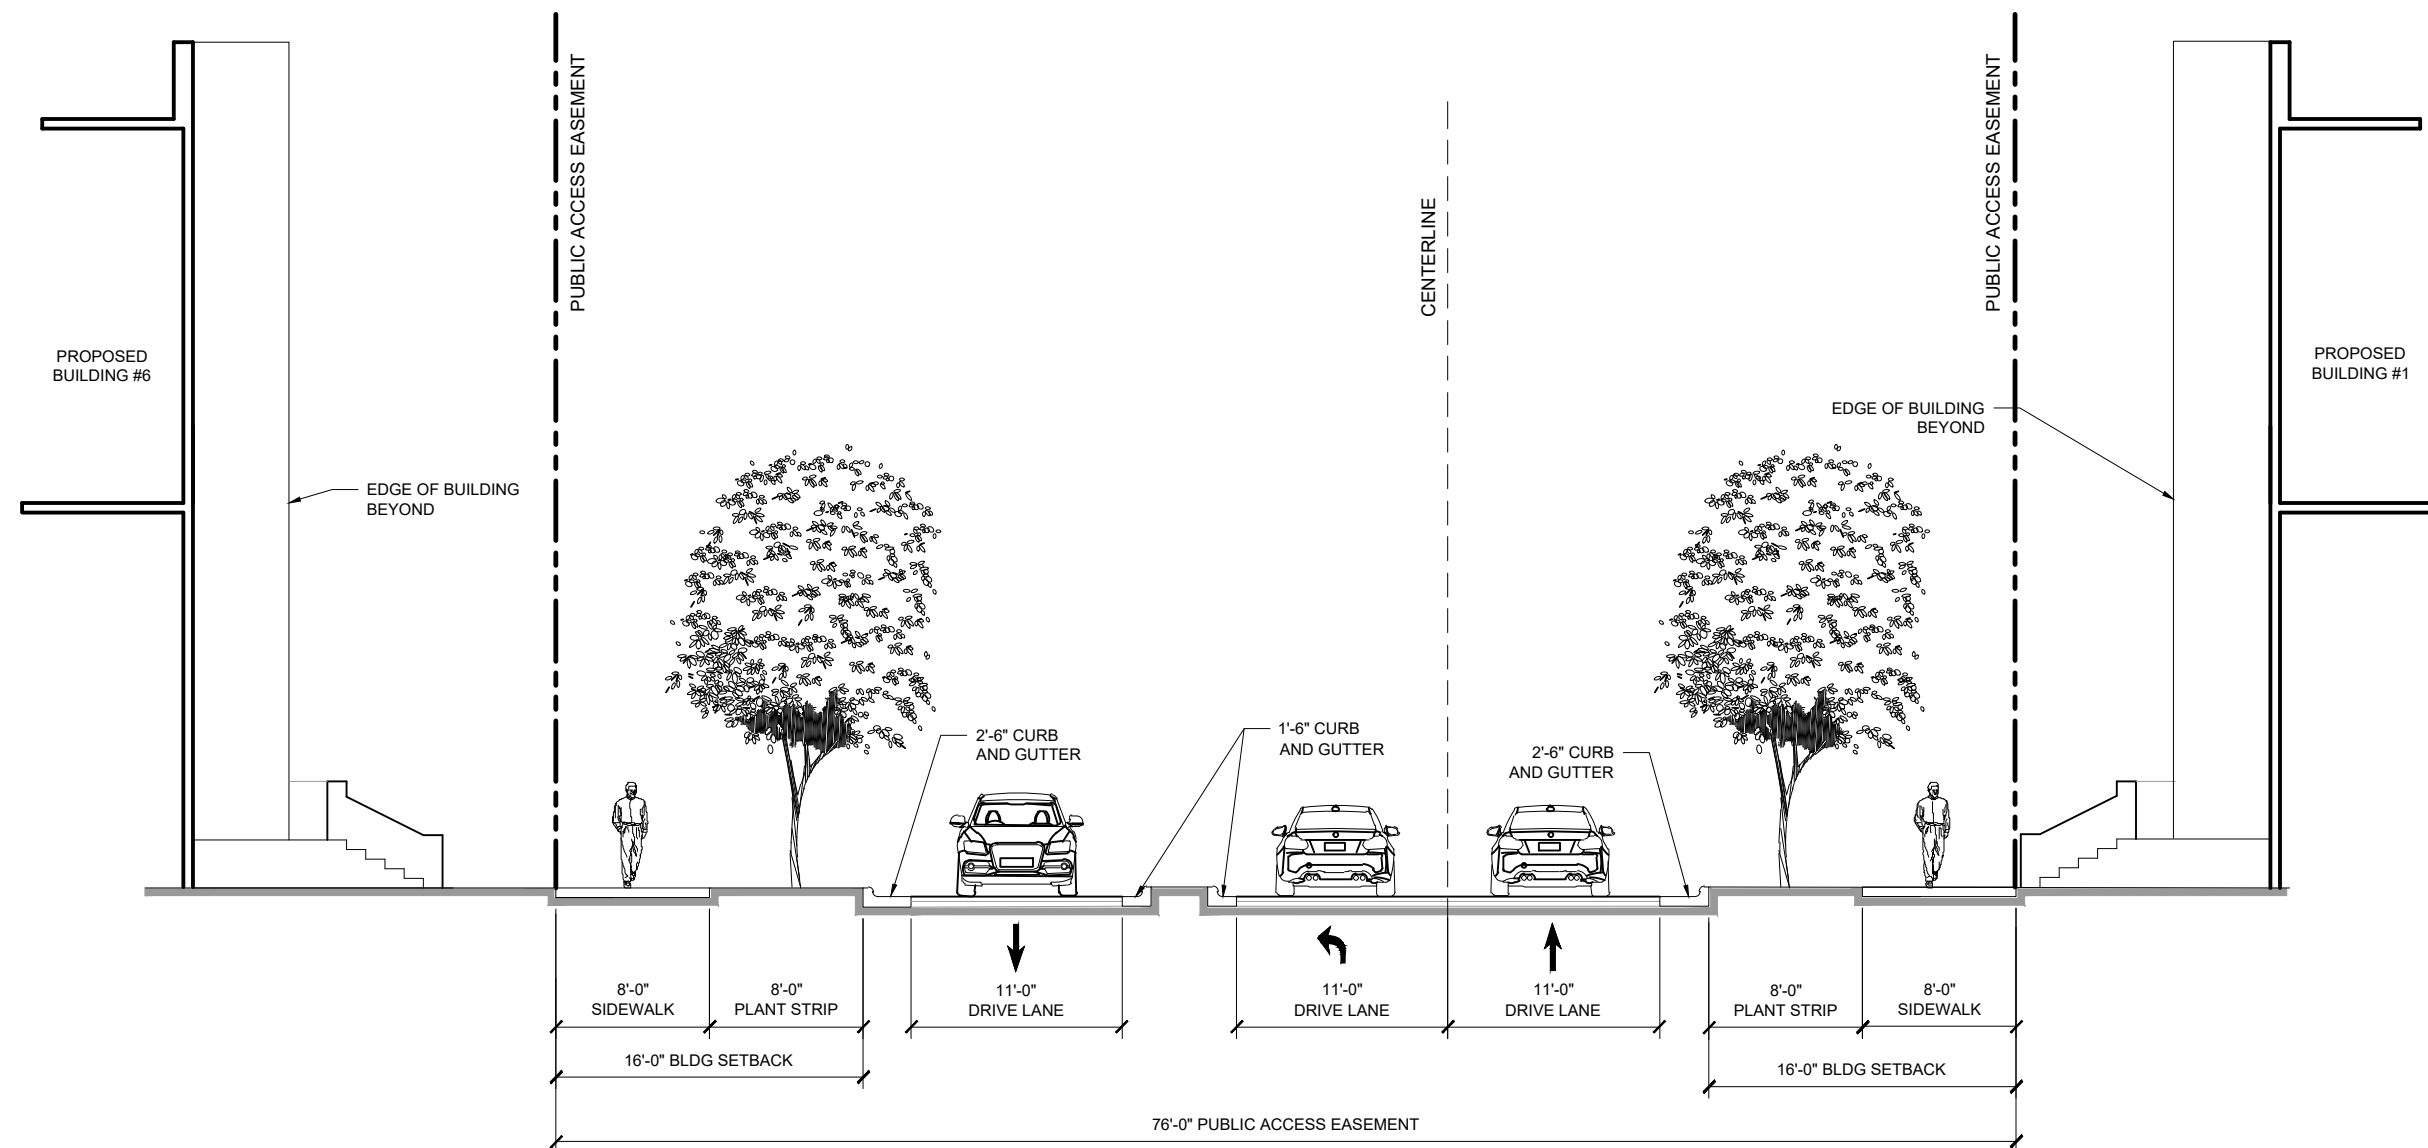 PUBLIC ACCESS EASEMENT
CENTERLINE
PUBLIC ACCESS EASEMENT
PROPOSED
BUILDING #6
PROPOSED
BUILDING #1
EDGE OF BUILDING
BEYOND
EDGE OF BUILDING
BEYOND
2'-6" CURB
AND GUTTER
1'-6" CURB
AND GUTTER
2'-6" CURB
AND GUTTER
8'-0"
SIDEWALK
8'-0"
PLANT STRIP
11'-0"
DRIVE LANE
11'-0"
DRIVE LANE
11'-0"
DRIVE LANE
8'-0"
PLANT STRIP
8'-0"
SIDEWALK
16'-0" BLDG SETBACK
16'-0" BLDG SETBACK
76'-0" PUBLIC ACCESS EASEMENT